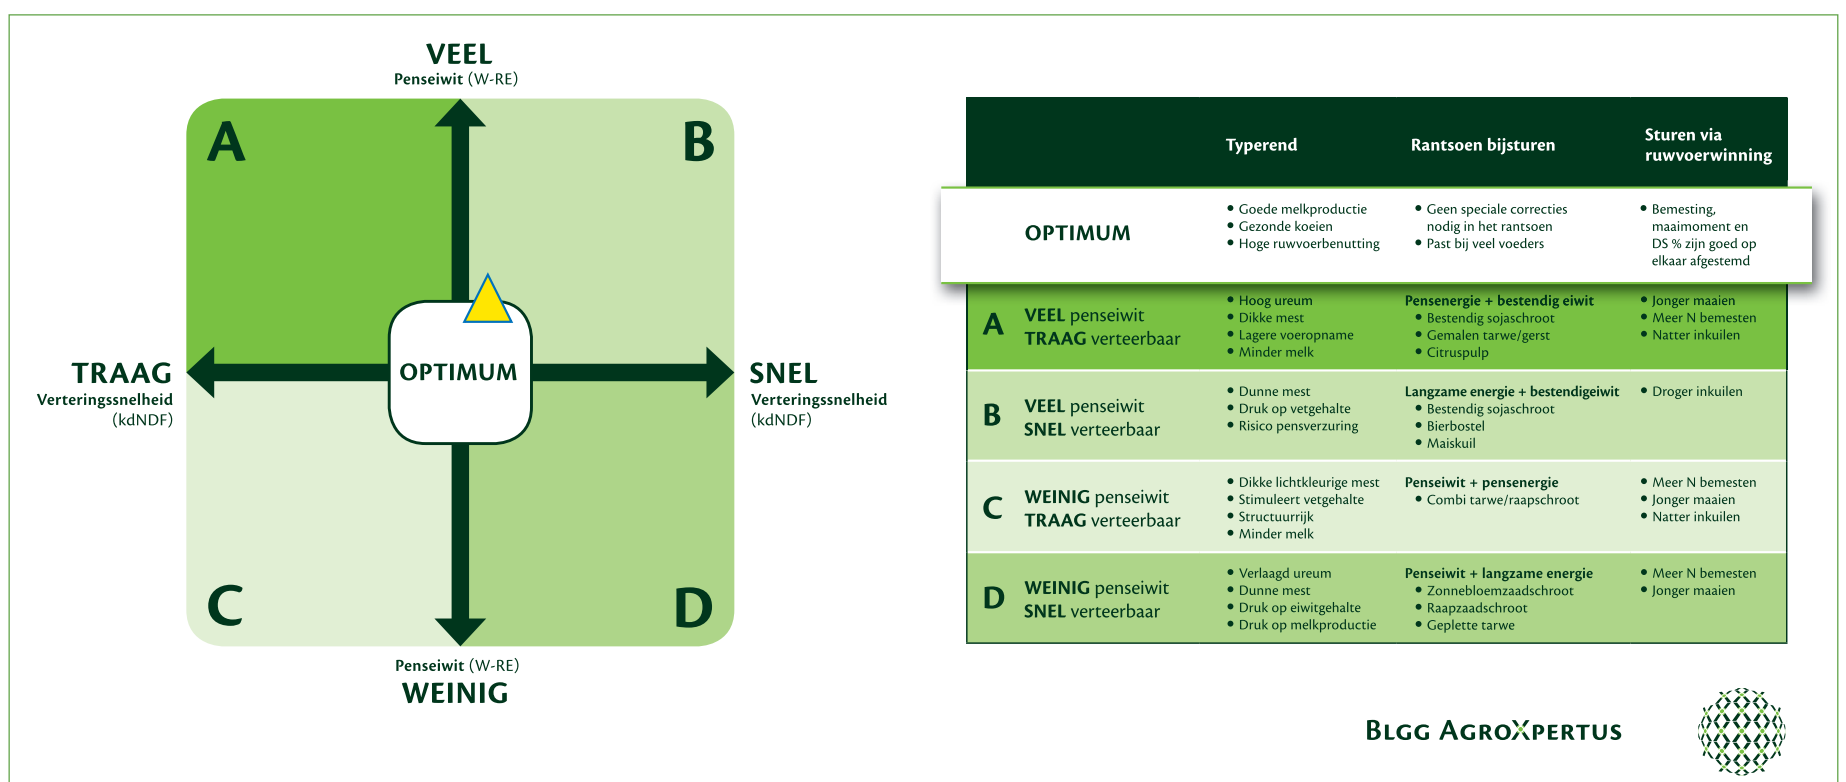 VEEL
Penseiwit (W-RE)
A
B
TRAAG
Verteringssnelheid
(kdNDF)
OPTIMUM
SNEL
Verteringssnelheid
(kdNDF)
C
D
Penseiwit (W-RE)
WEINIG
Typerend
Rantsoen bijsturen
Sturen via
ruwvoerwinning
OPTIMUM
• Goede melkproductie
• Gezonde koeien
• Hoge ruwvoerbenutting
• Geen speciale correcties
nodig in het rantsoen
• Past bij veel voeders
• Bemesting,
maaimoment en
DS % zijn goed op
elkaar afgestemd
A
VEEL penseiwit
TRAAG verteerbaar
• Hoog ureum
• Dikke mest
• Lagere voeropname
• Minder melk
Pensenergie + bestendig eiwit
• Bestendig sojaschroot
• Gemalen tarwe/gerst
• Citruspulp
• Jonger maaien
• Meer N bemesten
• Natter inkuilen
B
VEEL penseiwit
SNEL verteerbaar
• Dunne mest
• Druk op vetgehalte
• Risico pensverzuring
Langzame energie + bestendigeiwit
• Bestendig sojaschroot
• Bierbostel
• Maiskuil
• Droger inkuilen
C
WEINIG penseiwit
TRAAG verteerbaar
• Dikke lichtkleurige mest
• Stimuleert vetgehalte
• Structuurrijk
• Minder melk
Penseiwit + pensenergie
• Combi tarwe/raapschroot
• Meer N bemesten
• Jonger maaien
• Natter inkuilen
D
WEINIG penseiwit
SNEL verteerbaar
• Verlaagd ureum
• Dunne mest
• Druk op eiwitgehalte
• Druk op melkproductie
Penseiwit + langzame energie
• Zonnebloemzaadschroot
• Raapzaadschroot
• Geplette tarwe
• Meer N bemesten
• Jonger maaien
BLGG AGROXPERTUS